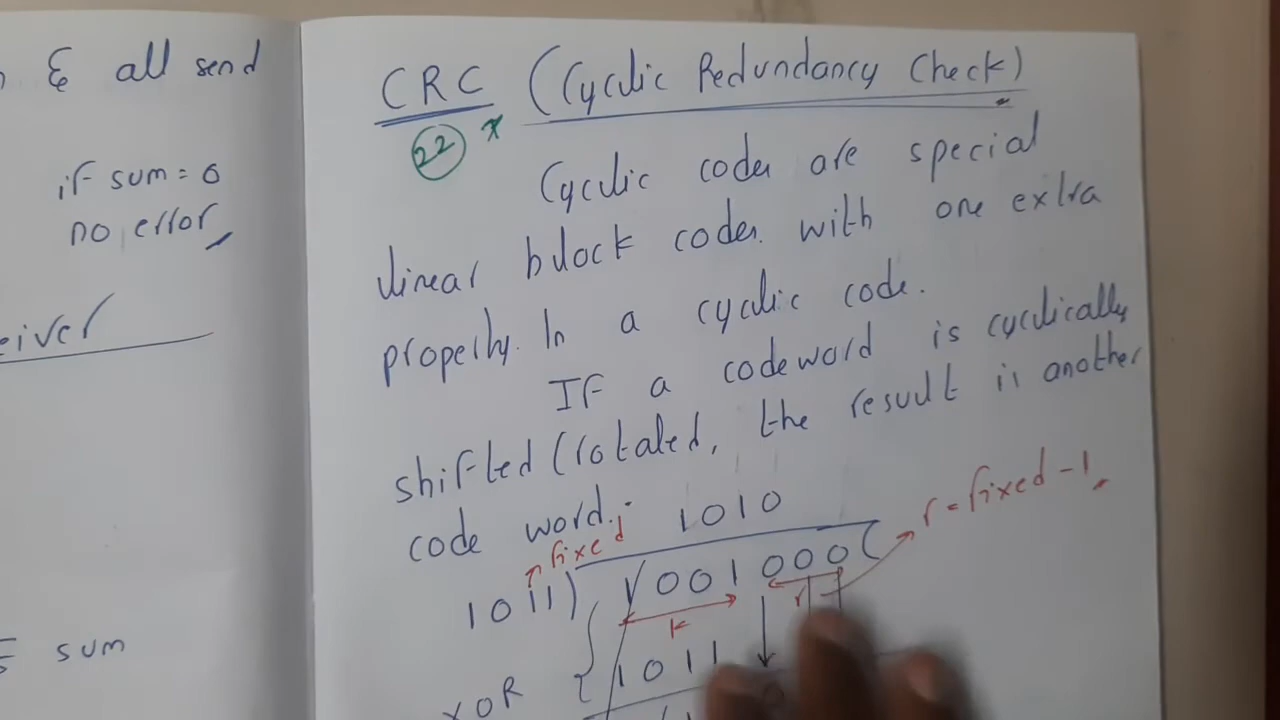 & all send
if sum = 0
no error
eiver
sum
CRC (Cyclic Redundancy Check)
22 *
Cyclic codes are special
linear block codes with one extra
property. In a cyclic code.
If a codeword is cyclically
shifted (rotated, the result is another
code word.
1010
fixed
r = fixed - 1
1011) 1001 000(
k r
1011
XOR